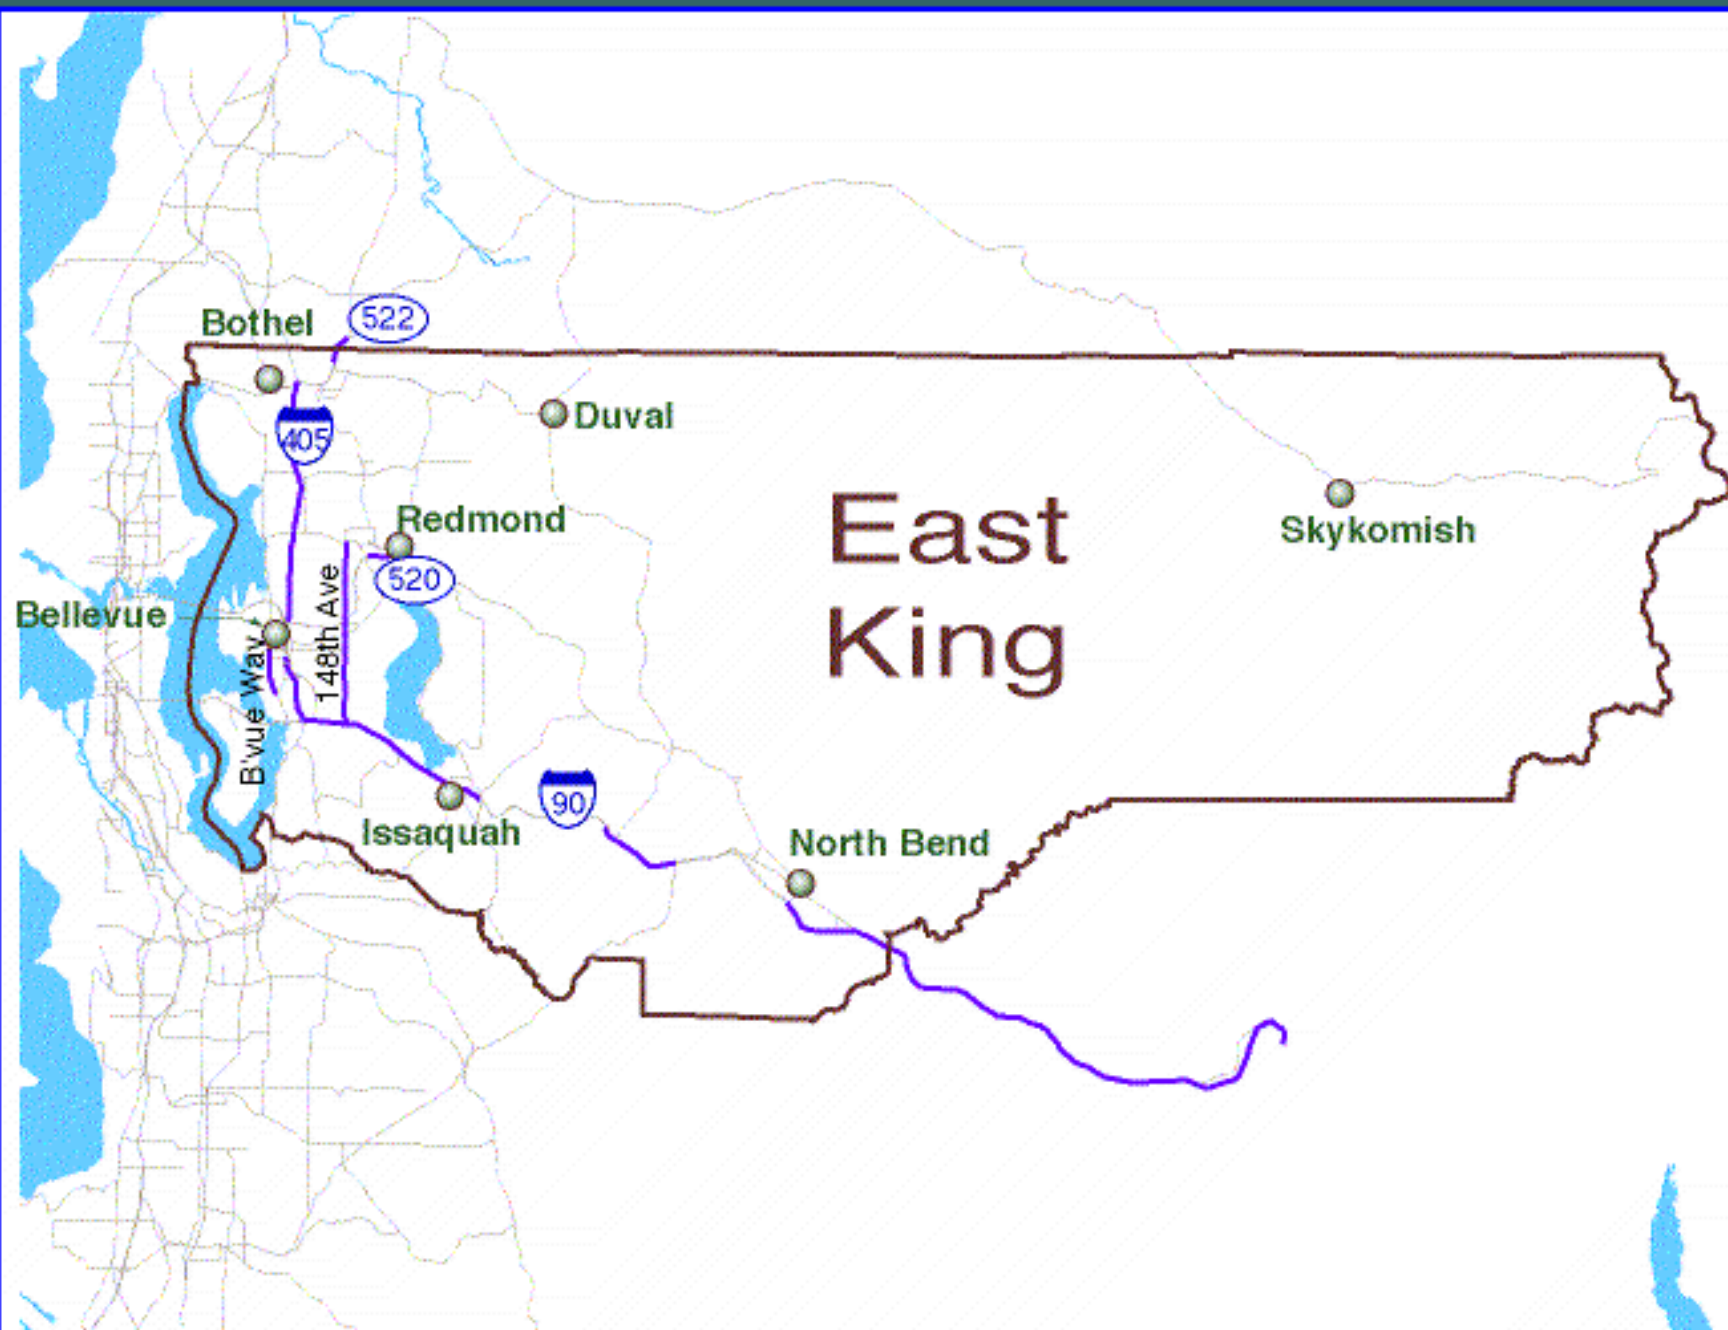 Bothel
522
405
Duval
Redmond
520
East
King
Skykomish
148th Ave
Bellevue
B'vue Way
90
Issaquah
North Bend